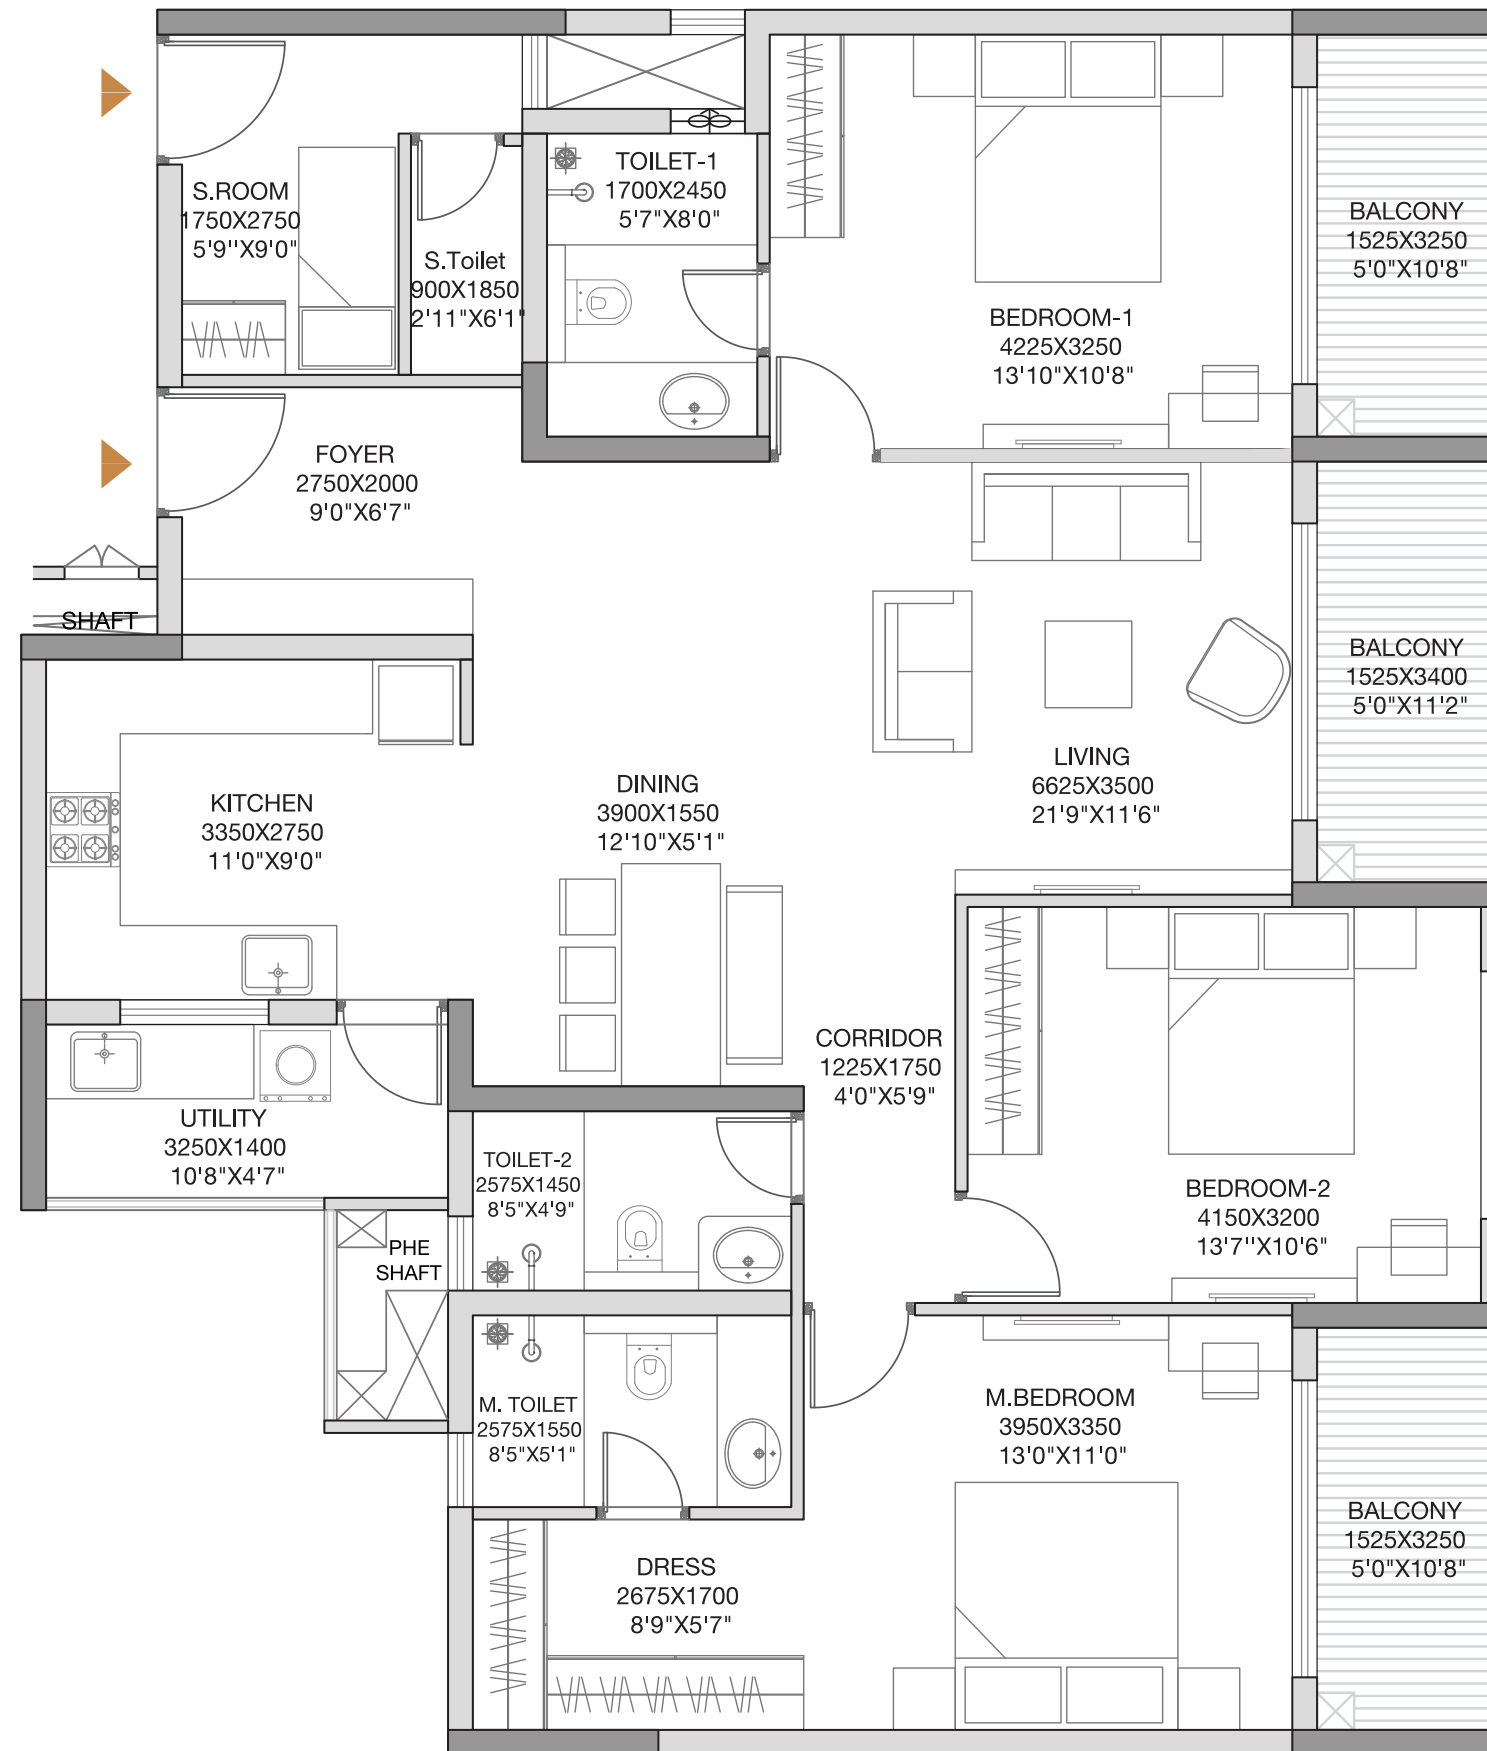 S.ROOM
1750X2750
5'9''X9'0"
S.Toilet
900X1850
2'11"X6'1"
TOILET-1
1700X2450
5'7"X8'0"
BEDROOM-1
4225X3250
13'10"X10'8"
BALCONY
1525X3250
5'0"X10'8"
FOYER
2750X2000
9'0"X6'7"
SHAFT
BALCONY
1525X3400
5'0"X11'2"
LIVING
6625X3500
21'9"X11'6"
KITCHEN
3350X2750
11'0"X9'0"
DINING
3900X1550
12'10"X5'1"
CORRIDOR
1225X1750
4'0"X5'9"
UTILITY
3250X1400
10'8"X4'7"
TOILET-2
2575X1450
8'5"X4'9"
BEDROOM-2
4150X3200
13'7''X10'6"
PHE
SHAFT
M. TOILET
2575X1550
8'5"X5'1"
M.BEDROOM
3950X3350
13'0"X11'0"
BALCONY
1525X3250
5'0"X10'8"
DRESS
2675X1700
8'9"X5'7"